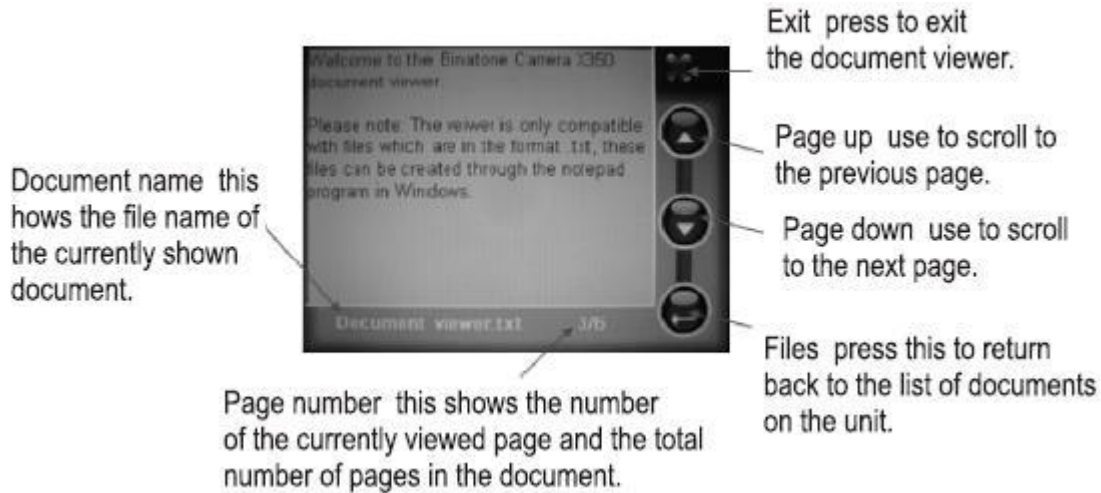 Exit press to exit
the document viewer.
Welcome to the Binatone Carrera X350
document viewer.
Please note: The veiwer is only compatible
with files which are in the format .txt, these
files can be created through the notepad
program in Windows.
Page up use to scroll to
the previous page.
Document name this
hows the file name of
the currently shown
document.
Page down use to scroll
to the next page.
Document viewer.txt 3/6
Files press this to return
back to the list of documents
on the unit.
Page number this shows the number
of the currently viewed page and the total
number of pages in the document.